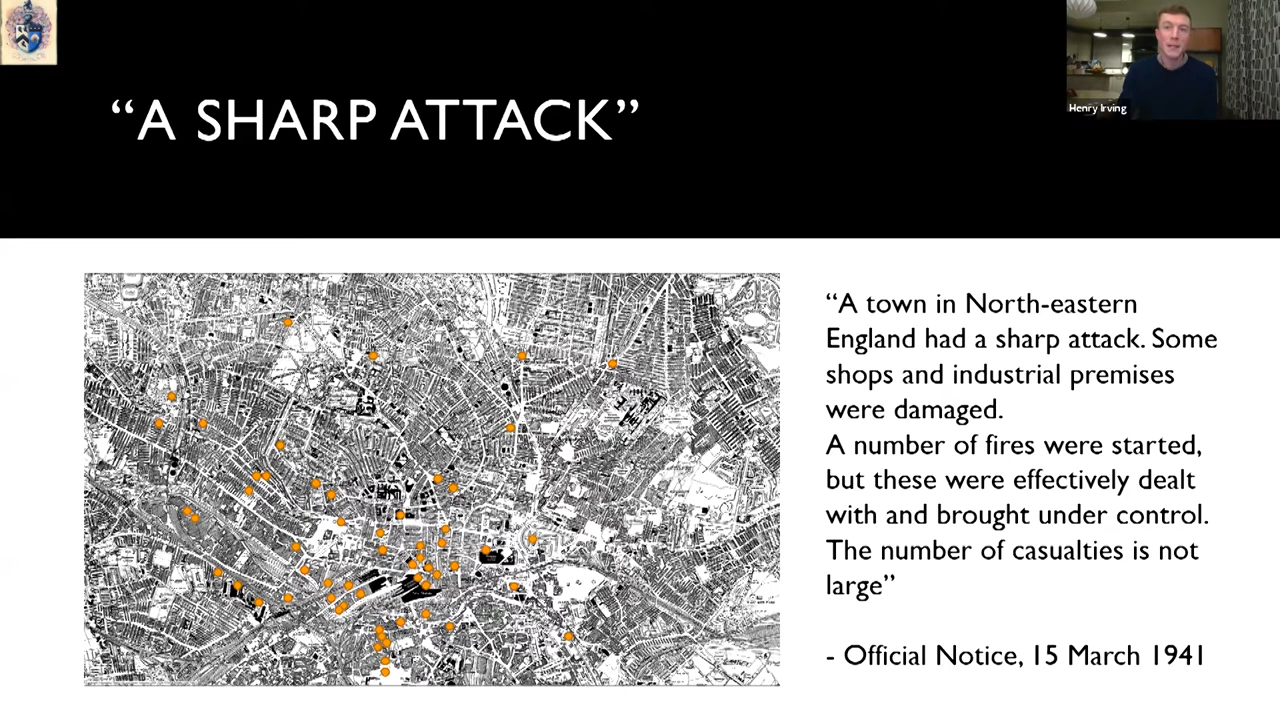 “A SHARP ATTACK”
Henry Irving
“A town in North-eastern
England had a sharp attack. Some
shops and industrial premises
were damaged.
A number of fires were started,
but these were effectively dealt
with and brought under control.
The number of casualties is not
large”
- Official Notice, 15 March 1941